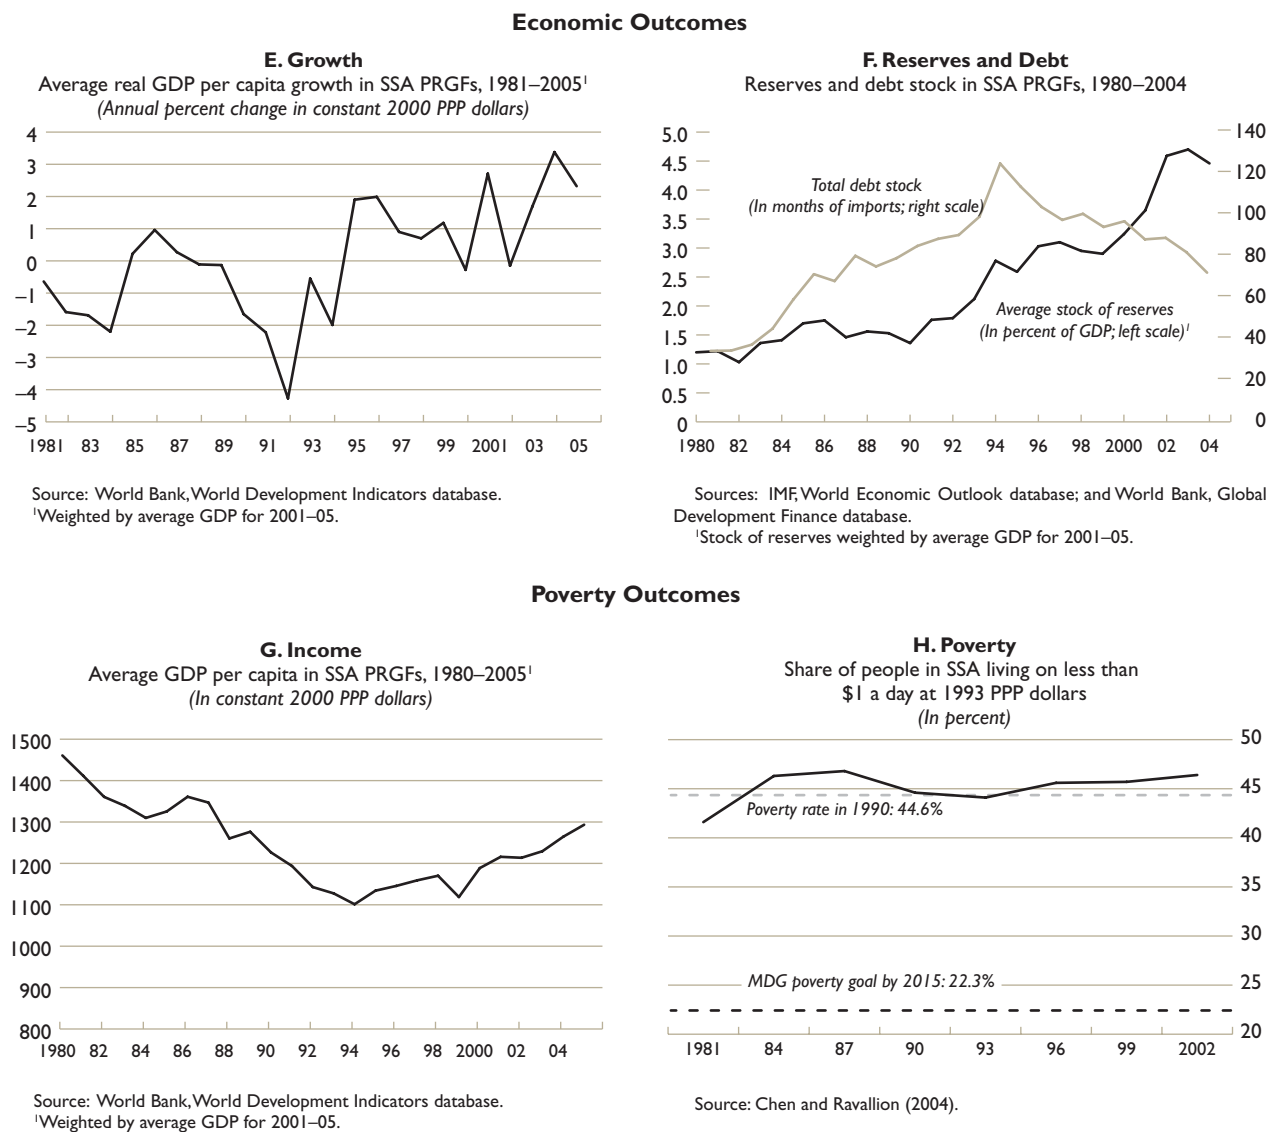 Economic Outcomes
E. Growth
Average real GDP per capita growth in SSA PRGFs, 1981–2005¹
(Annual percent change in constant 2000 PPP dollars)
4
3
2
1
0
–1
–2
–3
–4
–5
1981 83 85 87 89 91 93 95 97 99 2001 03 05
Source: World Bank, World Development Indicators database.
¹Weighted by average GDP for 2001–05.
F. Reserves and Debt
Reserves and debt stock in SSA PRGFs, 1980–2004
5.0
4.5
4.0
3.5
3.0
2.5
2.0
1.5
1.0
0.5
0
140
120
100
80
60
40
20
0
Total debt stock
(In months of imports; right scale)
Average stock of reserves
(In percent of GDP; left scale)¹
1980 82 84 86 88 90 92 94 96 98 2000 02 04
Sources: IMF, World Economic Outlook database; and World Bank, Global
Development Finance database.
¹Stock of reserves weighted by average GDP for 2001–05.
Poverty Outcomes
G. Income
Average GDP per capita in SSA PRGFs, 1980–2005¹
(In constant 2000 PPP dollars)
1500
1400
1300
1200
1100
1000
900
800
1980 82 84 86 88 90 92 94 96 98 2000 02 04
Source: World Bank, World Development Indicators database.
¹Weighted by average GDP for 2001–05.
H. Poverty
Share of people in SSA living on less than
$1 a day at 1993 PPP dollars
(In percent)
50
45
40
35
30
25
20
Poverty rate in 1990: 44.6%
MDG poverty goal by 2015: 22.3%
1981 84 87 90 93 96 99 2002
Source: Chen and Ravallion (2004).